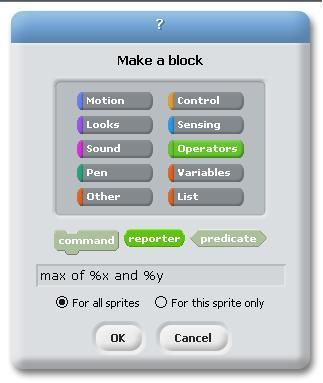 ?
Make a block
Motion Control
Looks Sensing
Sound Operators
Pen Variables
Other List
command reporter predicate
max of %x and %y
For all sprites For this sprite only
OK Cancel